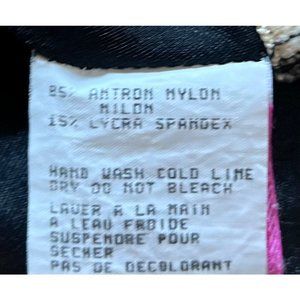 85% ANTRON NYLON
NILON
15% LYCRA SPANDEX
HAND WASH COLD LINE
DRY DO NOT BLEACH
LAVER A LA MAIN
A LEAU FROIDE
SUSPENDRE POUR
SECHER
PAS DE DECOLORANT